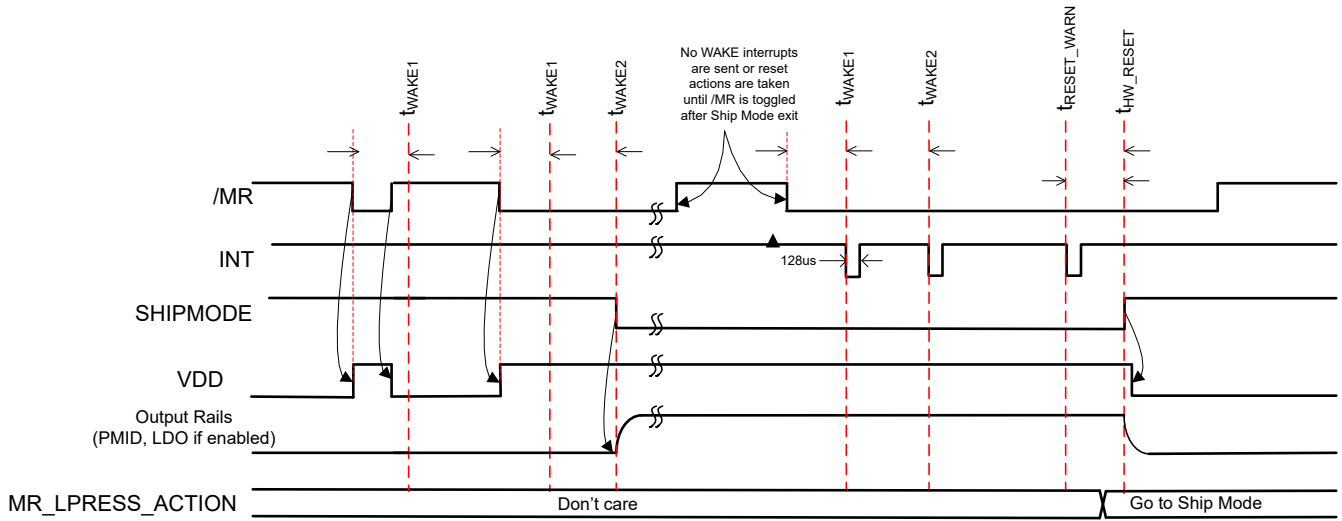 No WAKE interrupts
are sent or reset
actions are taken
until /MR is toggled
after Ship Mode exit
tWAKE1
tWAKE1
tWAKE2
tWAKE1
tWAKE2
tRESET_WARN
tHW_RESET
/MR
INT
128us
SHIPMODE
VDD
Output Rails
(PMID, LDO if enabled)
MR_LPRESS_ACTION
Don't care
Go to Ship Mode